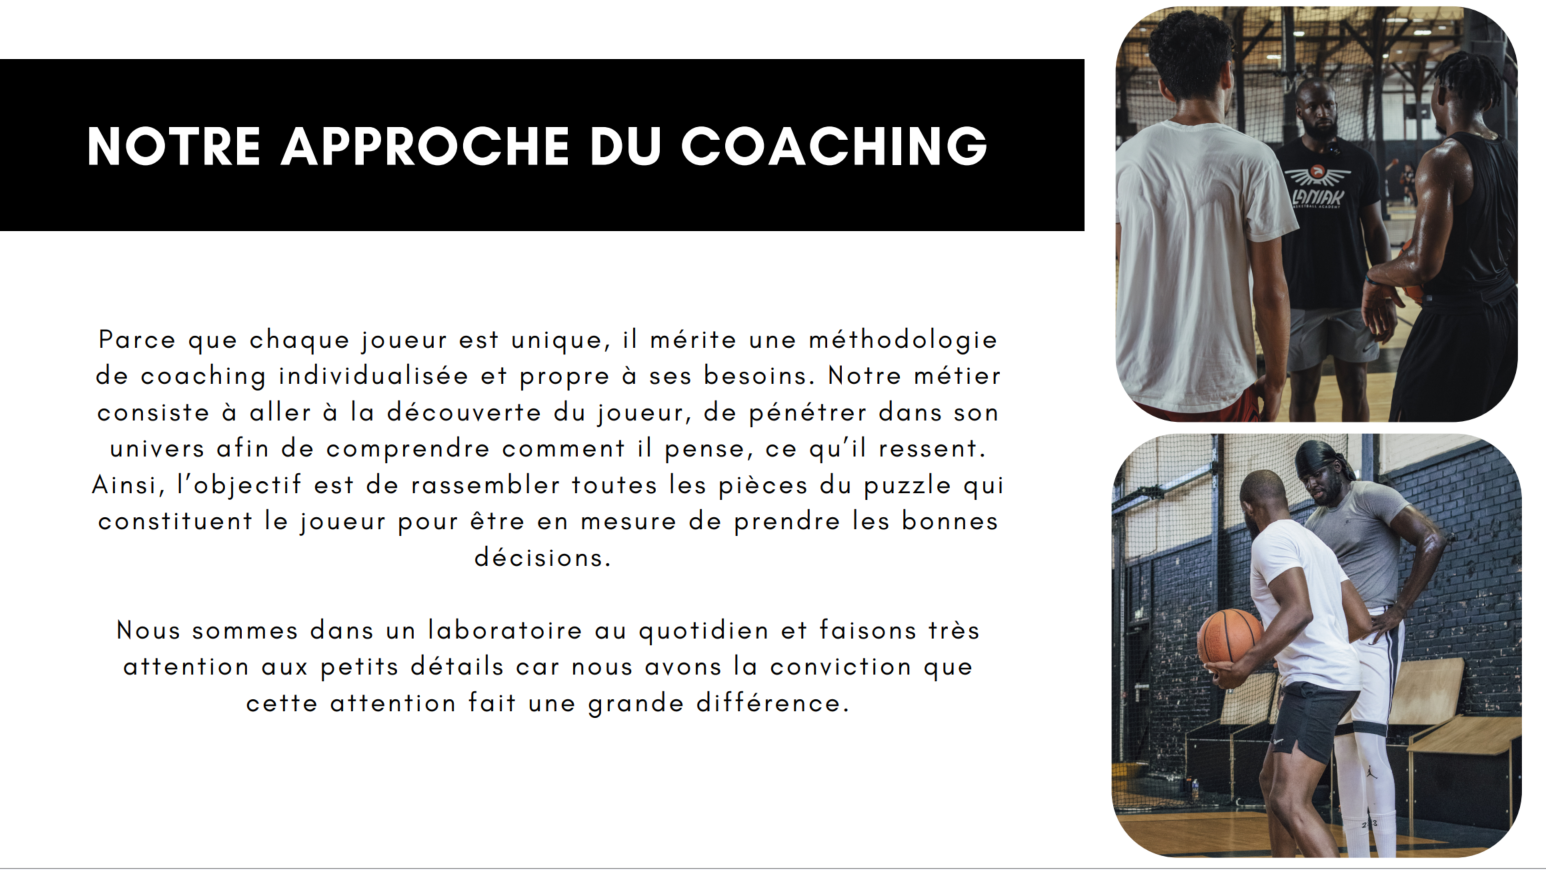 NOTRE APPROCHE DU COACHING
Parce que chaque joueur est unique, il mérite une méthodologie
de coaching individualisée et propre à ses besoins. Notre métier
consiste à aller à la découverte du joueur, de pénétrer dans son
univers afin de comprendre comment il pense, ce qu’il ressent.
Ainsi, l’objectif est de rassembler toutes les pièces du puzzle qui
constituent le joueur pour être en mesure de prendre les bonnes
décisions.
Nous sommes dans un laboratoire au quotidien et faisons très
attention aux petits détails car nous avons la conviction que
cette attention fait une grande différence.
LANIAK
BASKETBALL ACADEMY